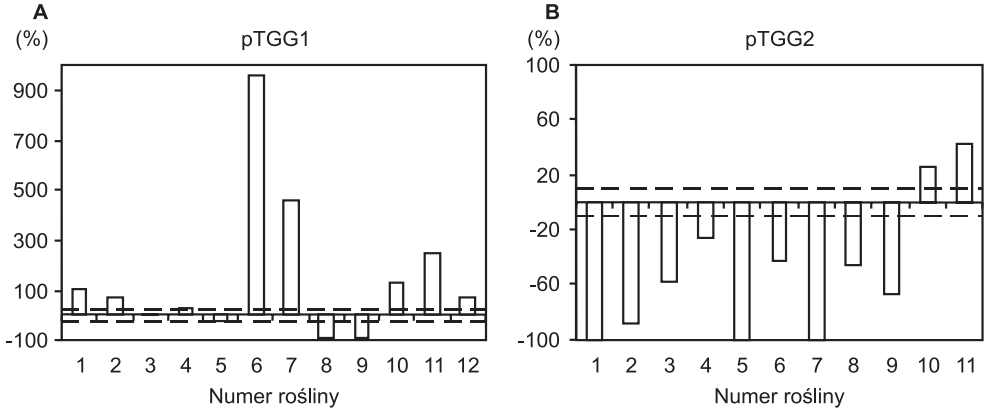 A
(%)
pTGG1
900
700
500
300
100
-100
1 2 3 4 5 6 7 8 9 10 11 12
Numer rośliny
B
(%)
pTGG2
100
60
20
-20
-60
-100
1 2 3 4 5 6 7 8 9 10 11
Numer rośliny